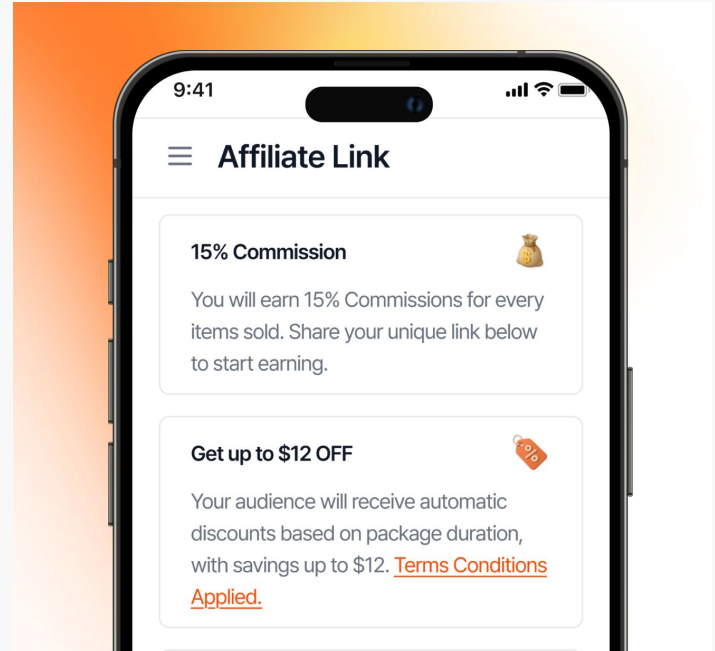 9:41
Affiliate Link
15% Commission
You will earn 15% Commissions for every
items sold. Share your unique link below
to start earning.
Get up to $12 OFF
Your audience will receive automatic
discounts based on package duration,
with savings up to $12. Terms Conditions
Applied.